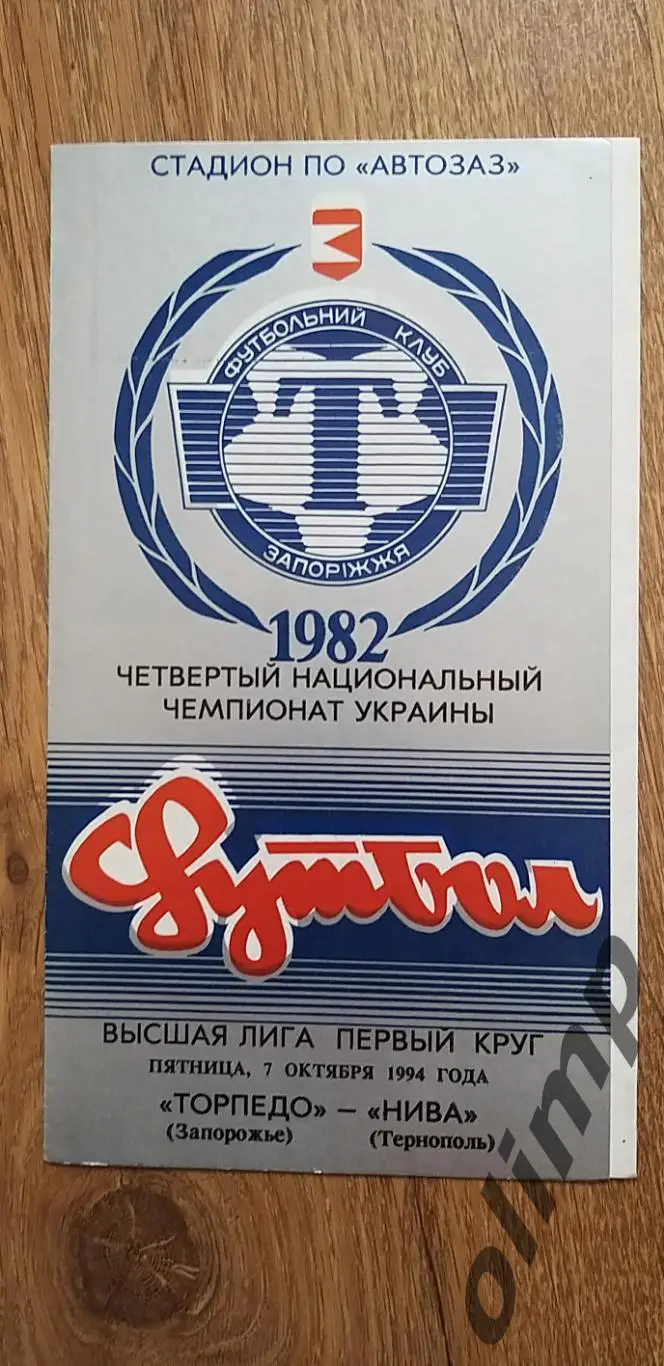 СТАДИОН ПО «АВТОЗАЗ»
ФУТБОЛЬНИЙ КЛУБ
Т
ЗАПОРІЖЖЯ
1982
ЧЕТВЕРТЫЙ НАЦИОНАЛЬНЫЙ
ЧЕМПИОНАТ УКРАИНЫ
Футбол
ВЫСШАЯ ЛИГА ПЕРВЫЙ КРУГ
ПЯТНИЦА, 7 ОКТЯБРЯ 1994 ГОДА
«ТОРПЕДО» – «НИВА»
(Запорожье) (Тернополь)
olimp